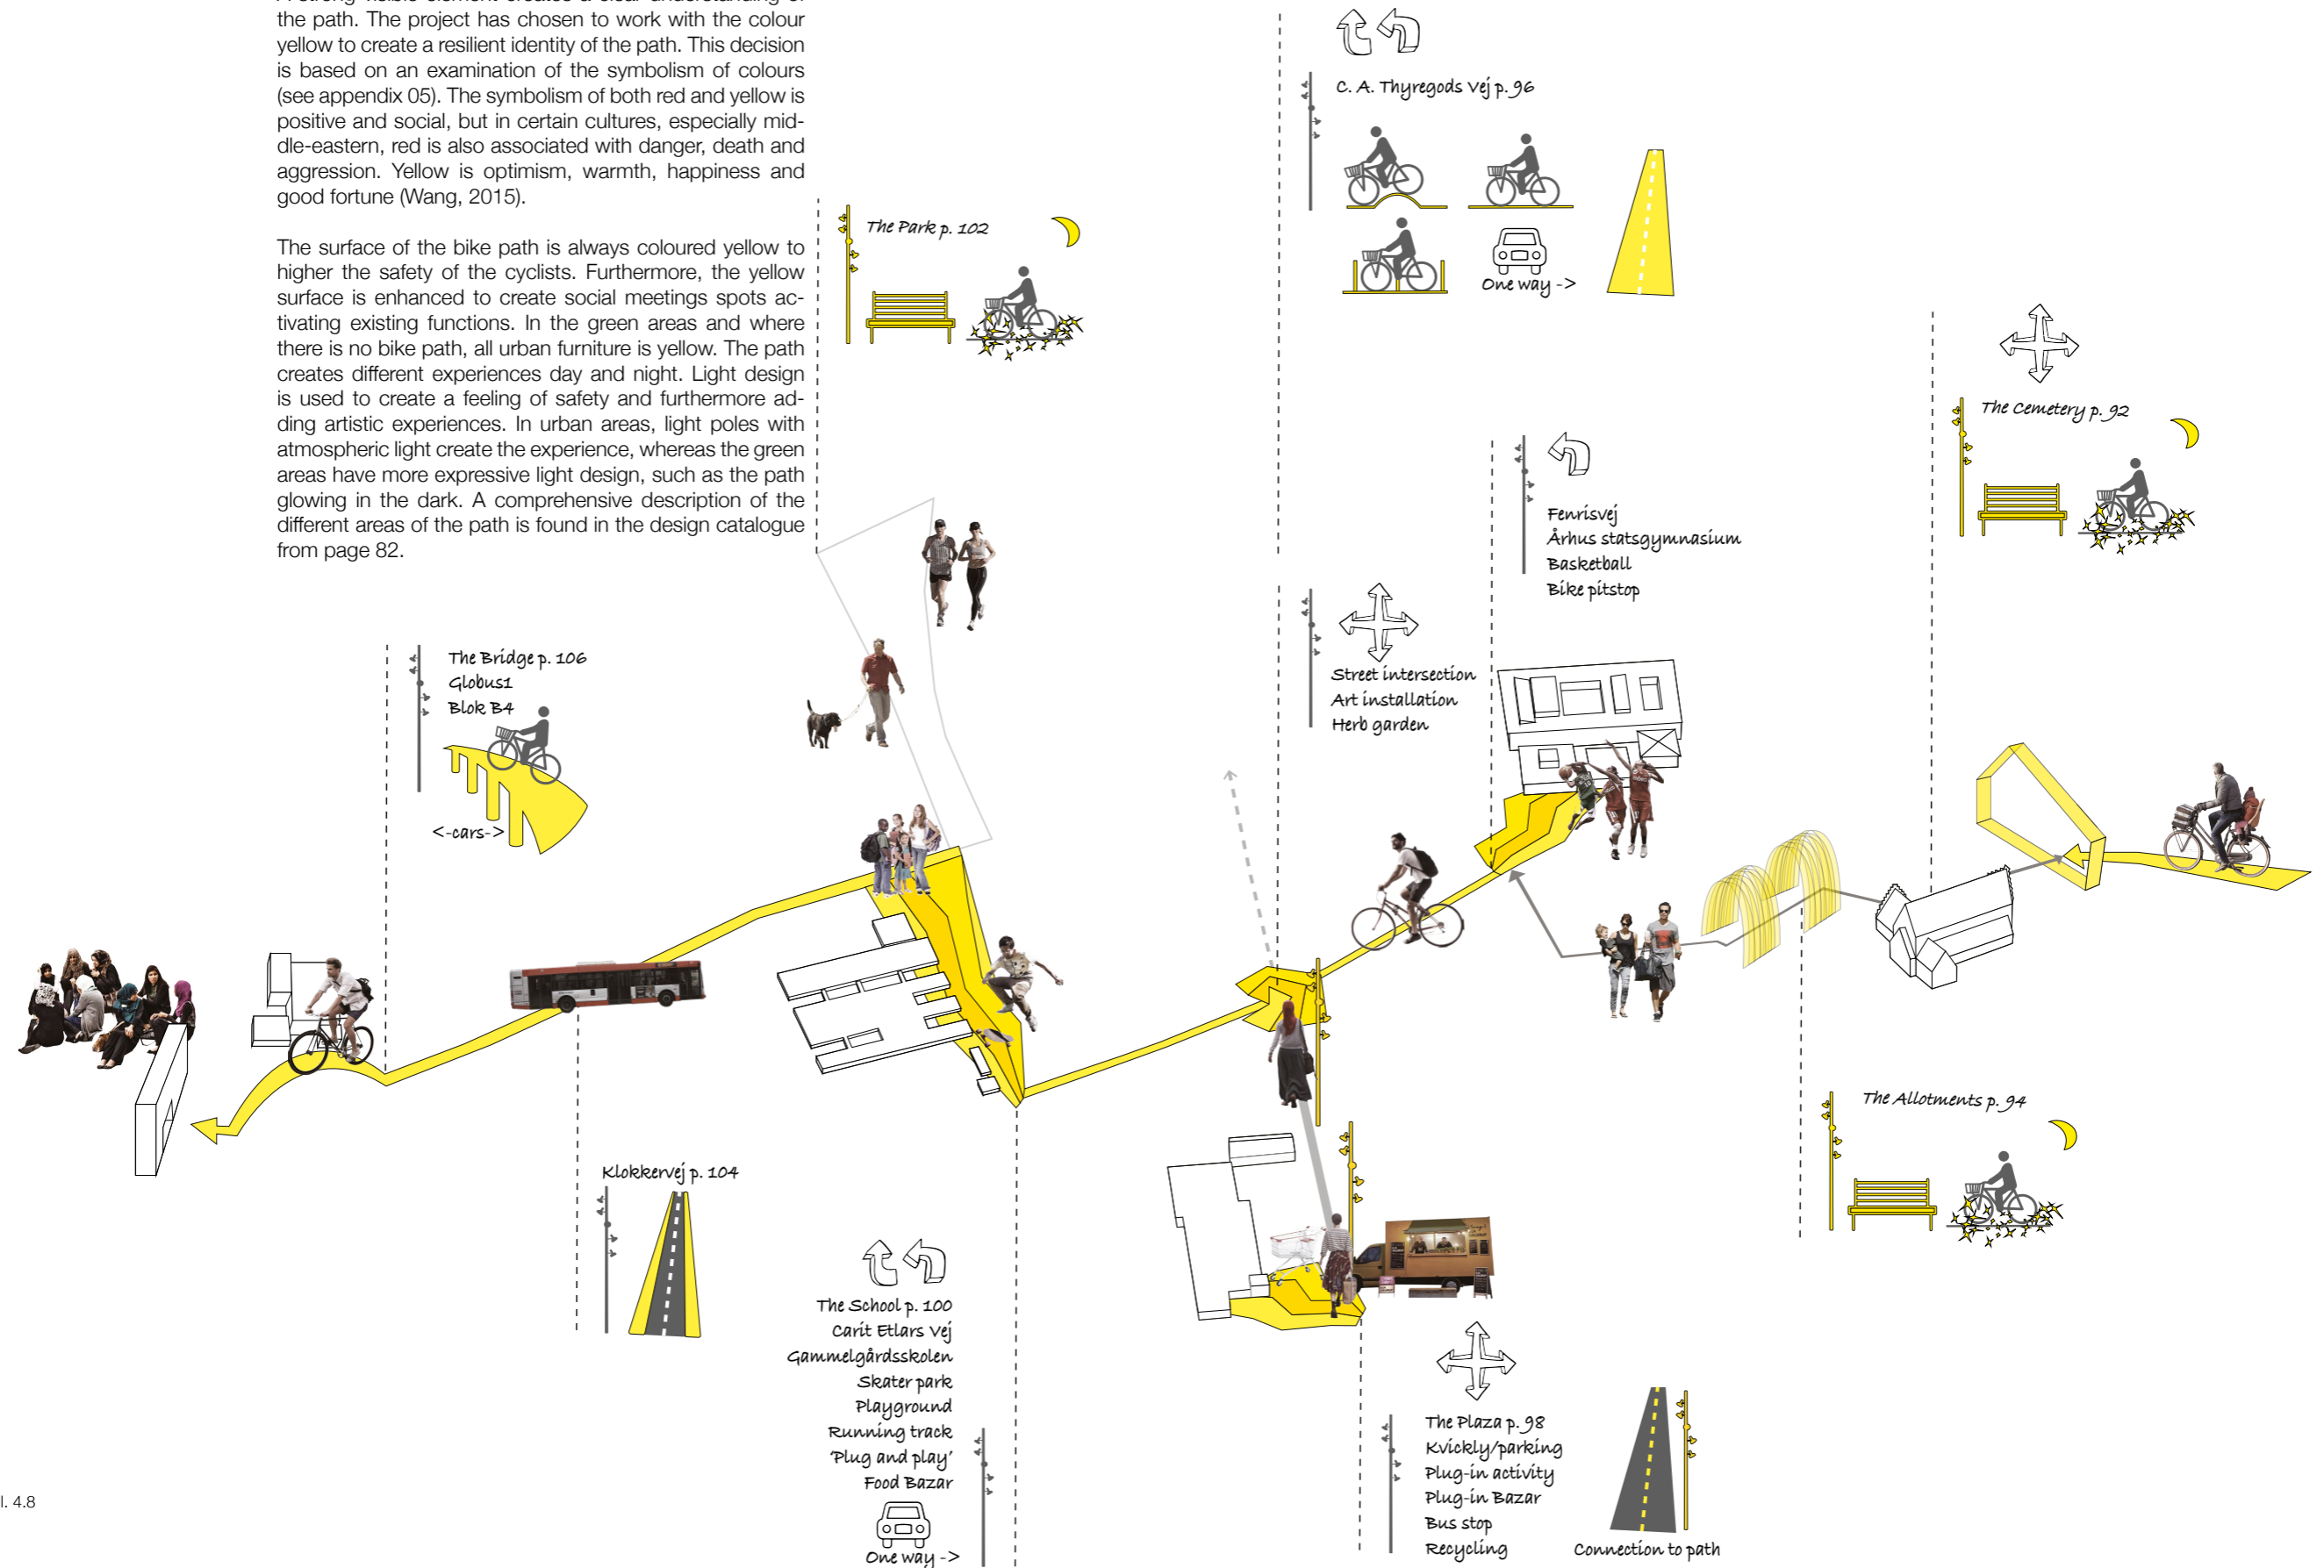 A strong visible element creates a clear understanding of
the path. The project has chosen to work with the colour
yellow to create a resilient identity of the path. This decision
is based on an examination of the symbolism of colours
(see appendix 05). The symbolism of both red and yellow is
positive and social, but in certain cultures, especially mid-
dle-eastern, red is also associated with danger, death and
aggression. Yellow is optimism, warmth, happiness and
good fortune (Wang, 2015).
The surface of the bike path is always coloured yellow to
higher the safety of the cyclists. Furthermore, the yellow
surface is enhanced to create social meetings spots ac-
tivating existing functions. In the green areas and where
there is no bike path, all urban furniture is yellow. The path
creates different experiences day and night. Light design
is used to create a feeling of safety and furthermore ad-
ding artistic experiences. In urban areas, light poles with
atmospheric light create the experience, whereas the green
areas have more expressive light design, such as the path
glowing in the dark. A comprehensive description of the
different areas of the path is found in the design catalogue
from page 82.
The Park p. 102
C. A. Thyregods Vej p. 96
One way ->
The Cemetery p. 92
Fenrisvej
Århus statsgymnasium
Basketball
Bike pitstop
Street intersection
Art installation
Herb garden
The Bridge p. 106
Globus1
Blok B4
<-cars->
The Allotments p. 94
Klokkervej p. 104
The School p. 100
Carit Etlars Vej
Gammelgårdsskolen
Skater park
Playground
Running track
'Plug and play'
Food Bazar
One way ->
The Plaza p. 98
Kvickly/parking
Plug-in activity
Plug-in Bazar
Bus stop
Recycling
Connection to path
l. 4.8